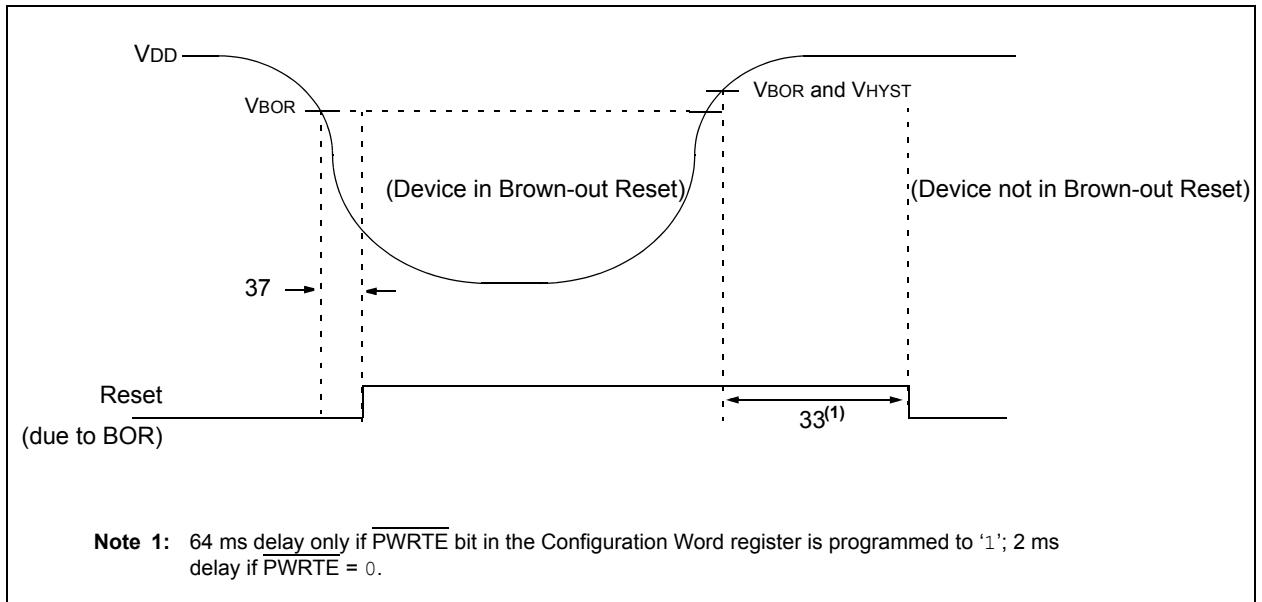 VDD
VBOR
VBOR and VHYST
(Device in Brown-out Reset)
(Device not in Brown-out Reset)
37
Reset
33(1)
(due to BOR)
Note 1: 64 ms delay only if PWRTE bit in the Configuration Word register is programmed to ‘1’; 2 ms
delay if PWRTE = 0.